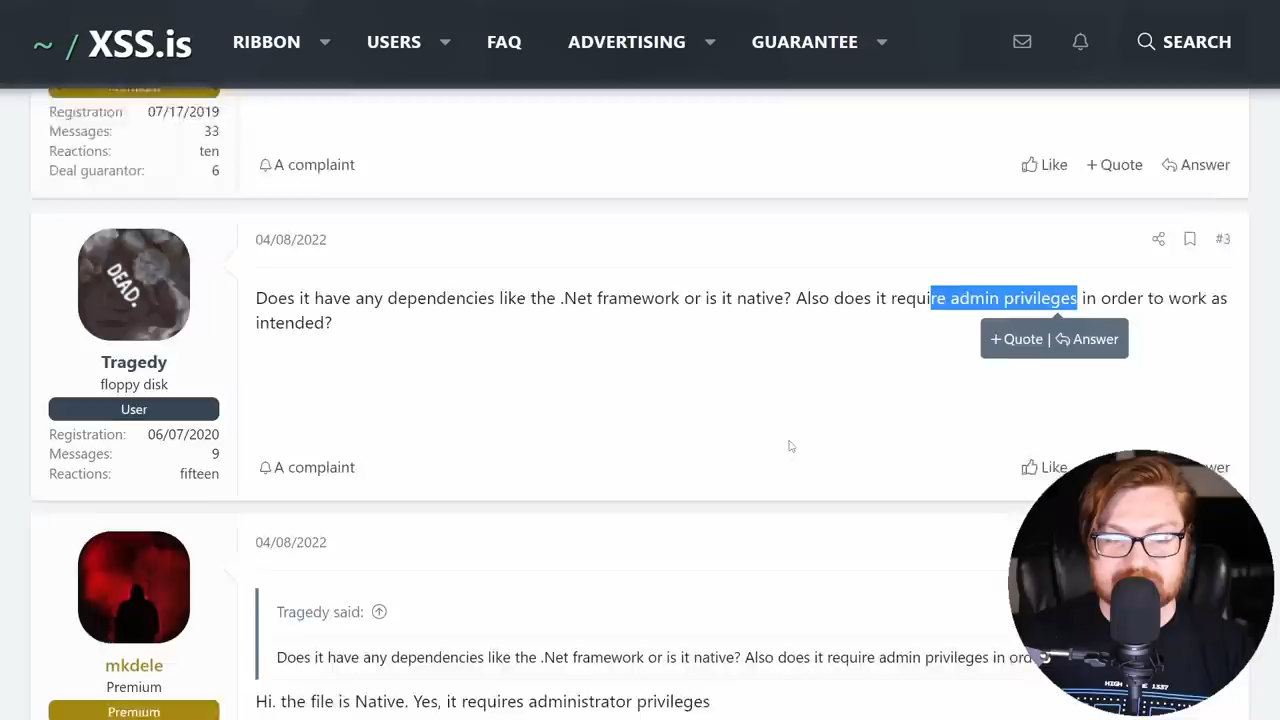 ~ / XSS.is RIBBON USERS FAQ ADVERTISING GUARANTEE SEARCH
Registration 07/17/2019
Messages: 33
Reactions: ten
Deal guarantor: 6
A complaint Like + Quote Answer
04/08/2022 #3
Does it have any dependencies like the .Net framework or is it native? Also does it require admin privileges in order to work as
intended?
+ Quote | Answer
DEAD.
Tragedy
floppy disk
User
Registration: 06/07/2020
Messages: 9
Reactions: fifteen
A complaint Like wer
04/08/2022
Tragedy said:
Does it have any dependencies like the .Net framework or is it native? Also does it require admin privileges in ord
mkdele
Premium
Premium
Hi. the file is Native. Yes, it requires administrator privileges